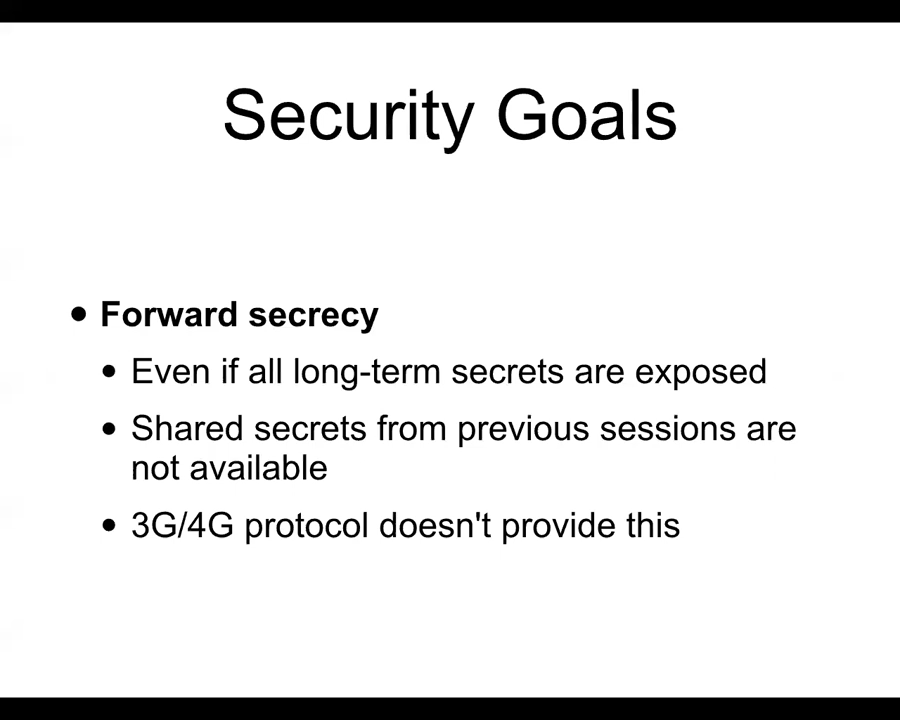 Security Goals
• Forward secrecy
• Even if all long-term secrets are exposed
• Shared secrets from previous sessions are
not available
• 3G/4G protocol doesn't provide this